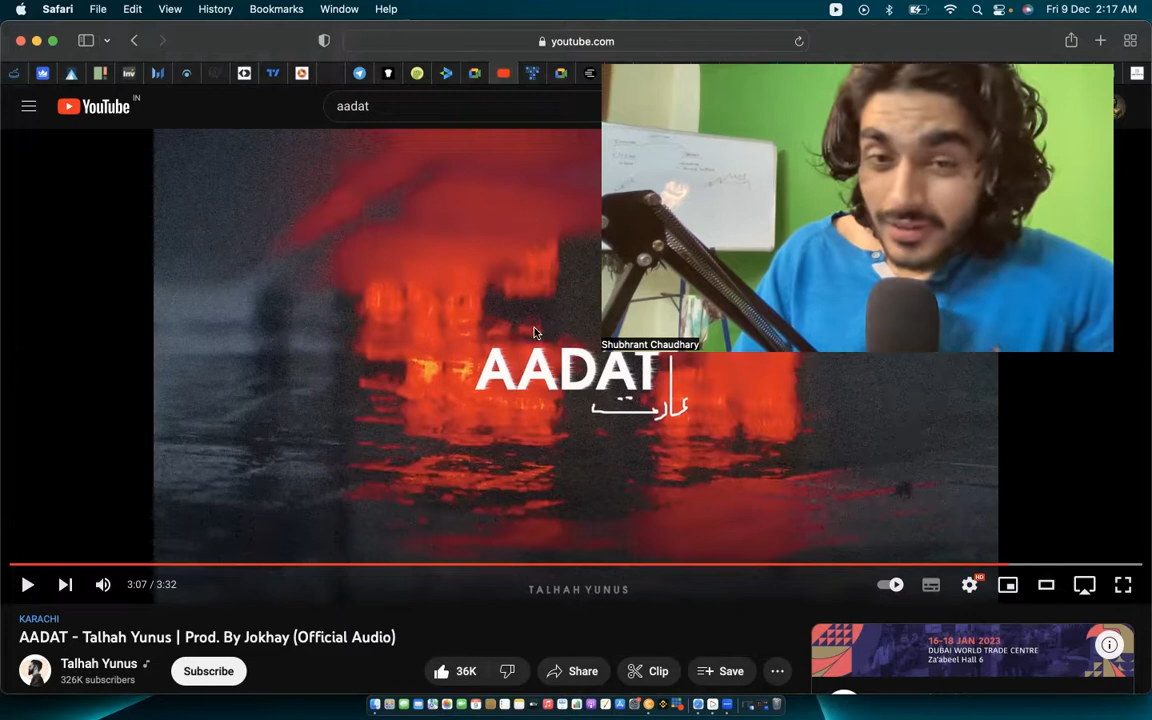 Safari File Edit View History Bookmarks Window Help Fri 9 Dec 2:17 AM
youtube.com
inv
YouTube IN
aadat
Shubhrant Chaudhary
AADAT
عادت
3:07 / 3:32
HD
TALHAH YUNUS
KARACHI
AADAT - Talhah Yunus | Prod. By Jokhay (Official Audio)
Talhah Yunus
326K subscribers
Subscribe
36K
Share
Clip
Save
16-18 JAN 2023
DUBAI WORLD TRADE CENTRE
Za'abeel Hall 6